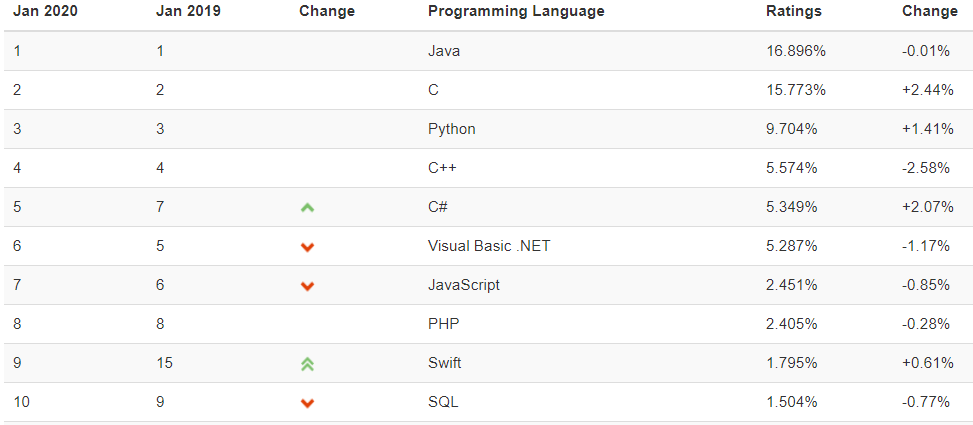 Jan 2020 Jan 2019 Change Programming Language Ratings Change
1 1 Java 16.896% -0.01%
2 2 C 15.773% +2.44%
3 3 Python 9.704% +1.41%
4 4 C++ 5.574% -2.58%
5 7 C# 5.349% +2.07%
6 5 Visual Basic .NET 5.287% -1.17%
7 6 JavaScript 2.451% -0.85%
8 8 PHP 2.405% -0.28%
9 15 Swift 1.795% +0.61%
10 9 SQL 1.504% -0.77%